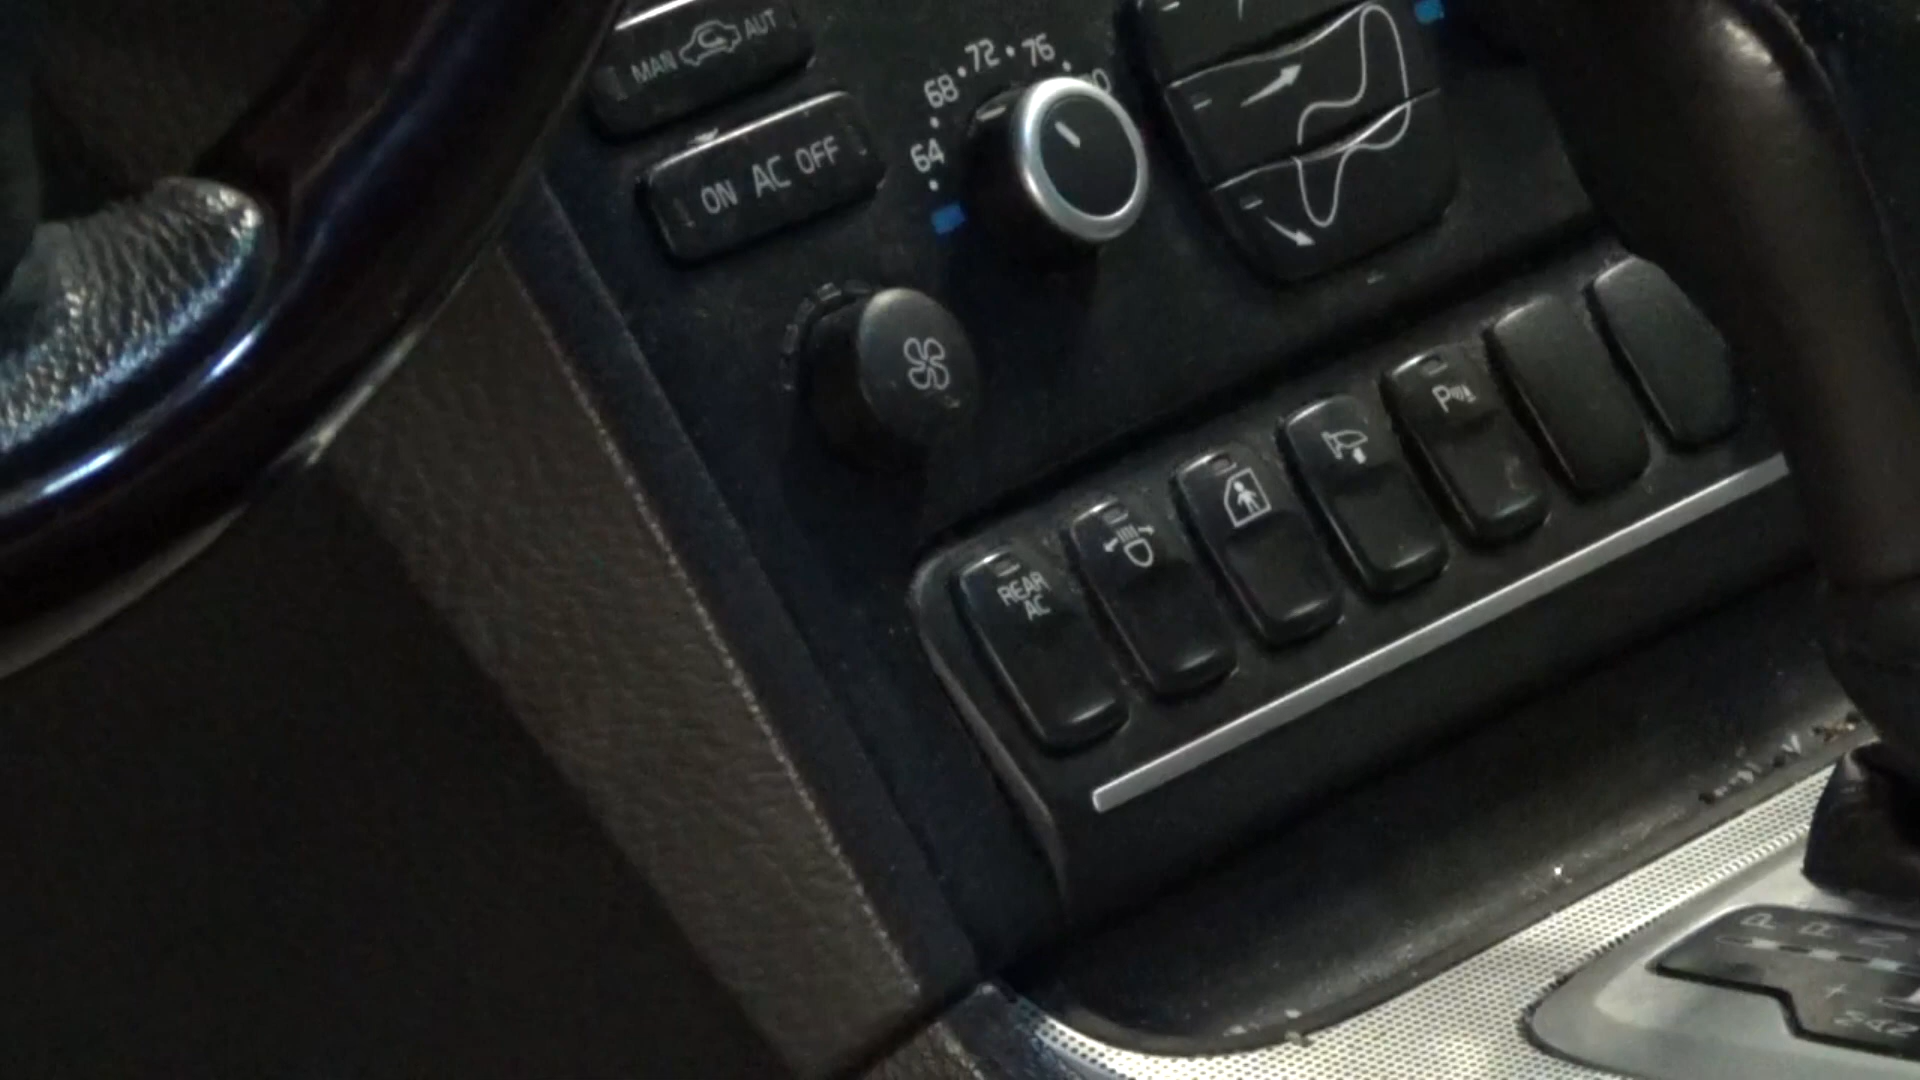 MAN AUT
ON AC OFF
64 68 72 76
REAR
AC
P
P R N